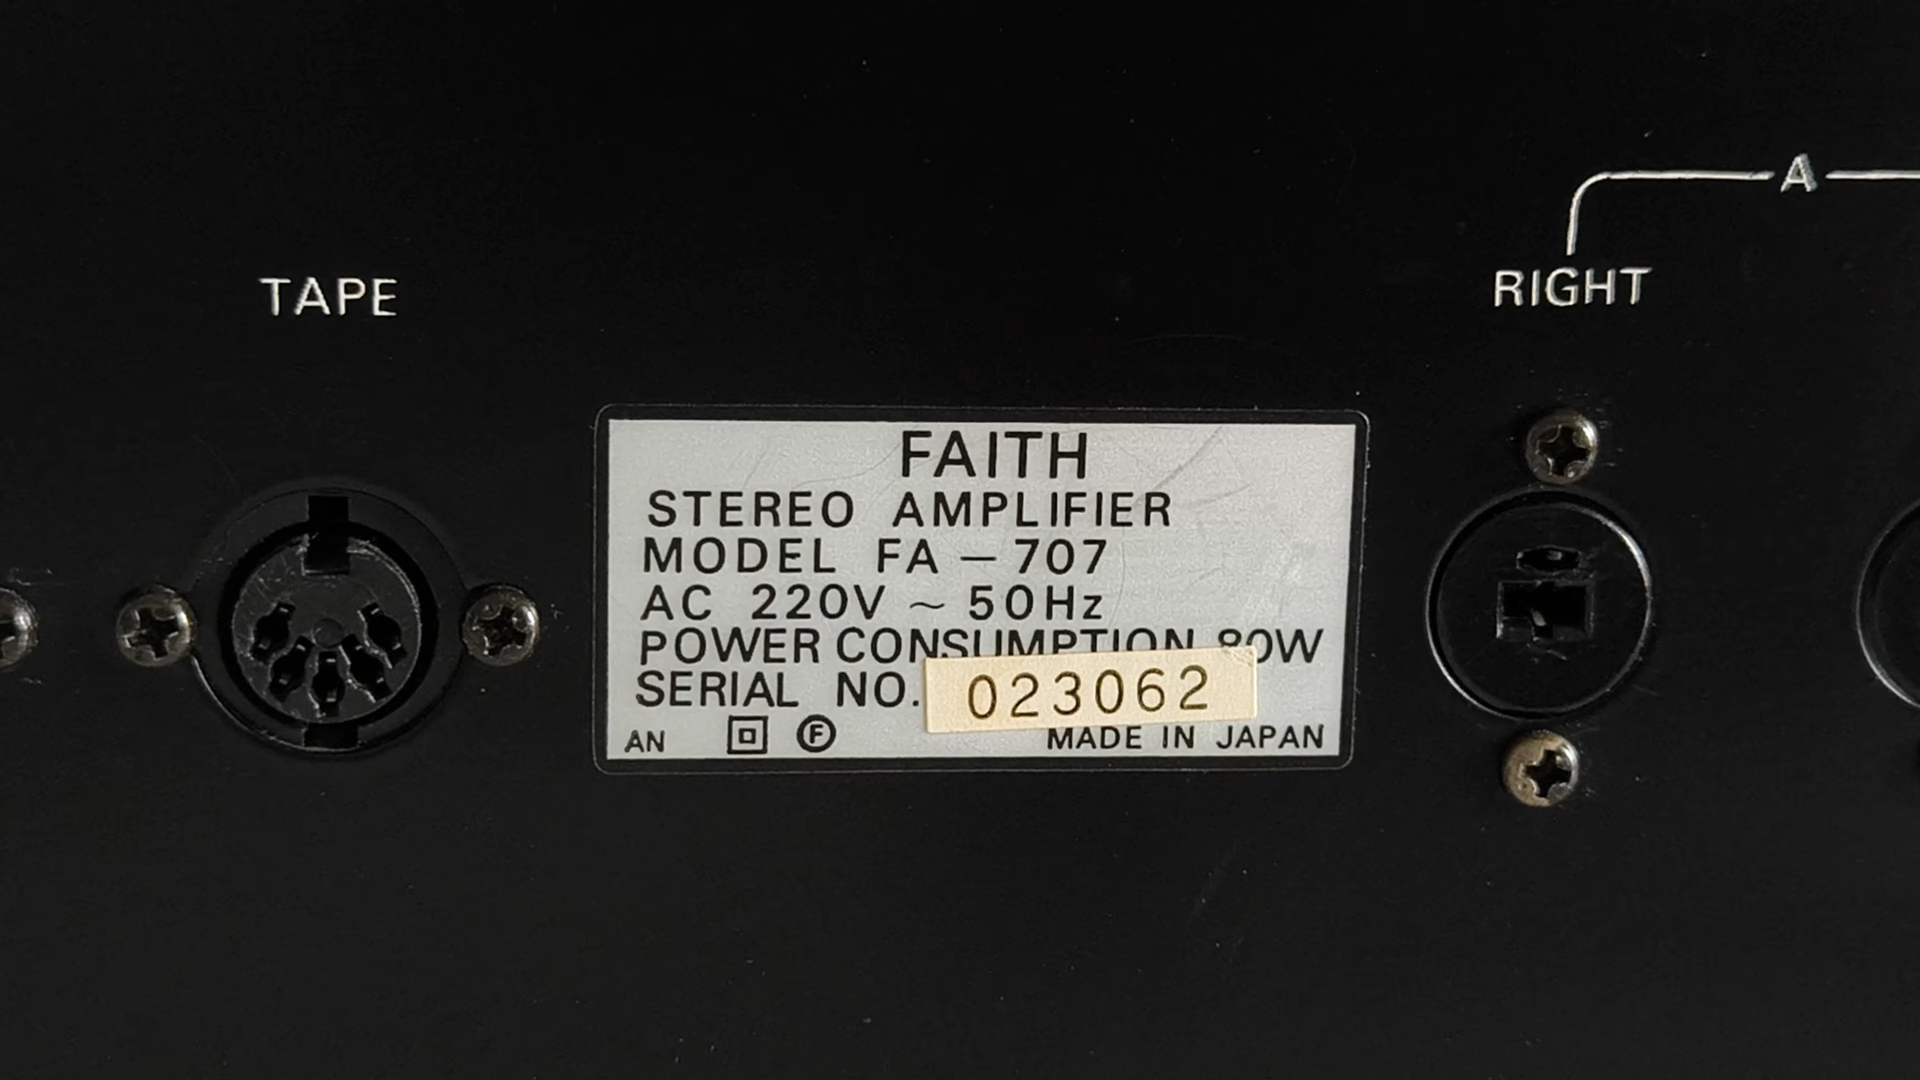 A
TAPE
RIGHT
FAITH
STEREO AMPLIFIER
MODEL FA – 707
AC 220V ~ 50Hz
POWER CONSUMPTION 80W
SERIAL NO. 023062
AN F MADE IN JAPAN